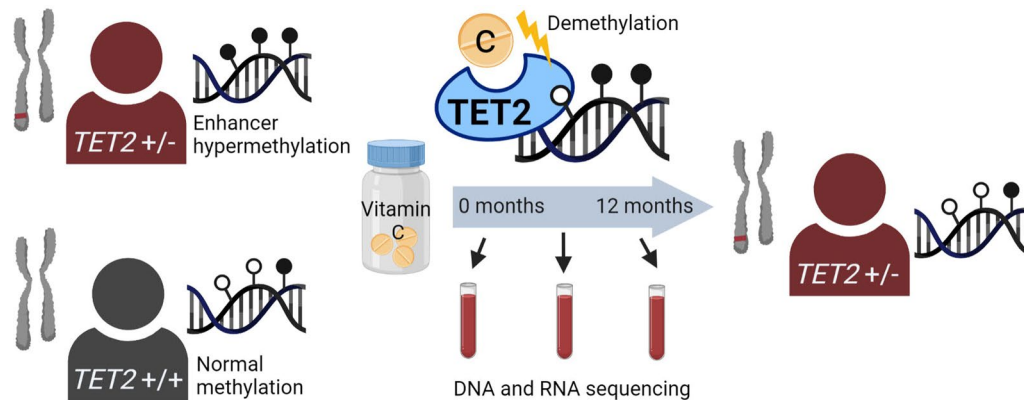 TET2 +/-
Enhancer
hypermethylation
TET2 +/+
Normal
methylation
C
Demethylation
TET2
Vitamin
C
0 months
12 months
DNA and RNA sequencing
TET2 +/-